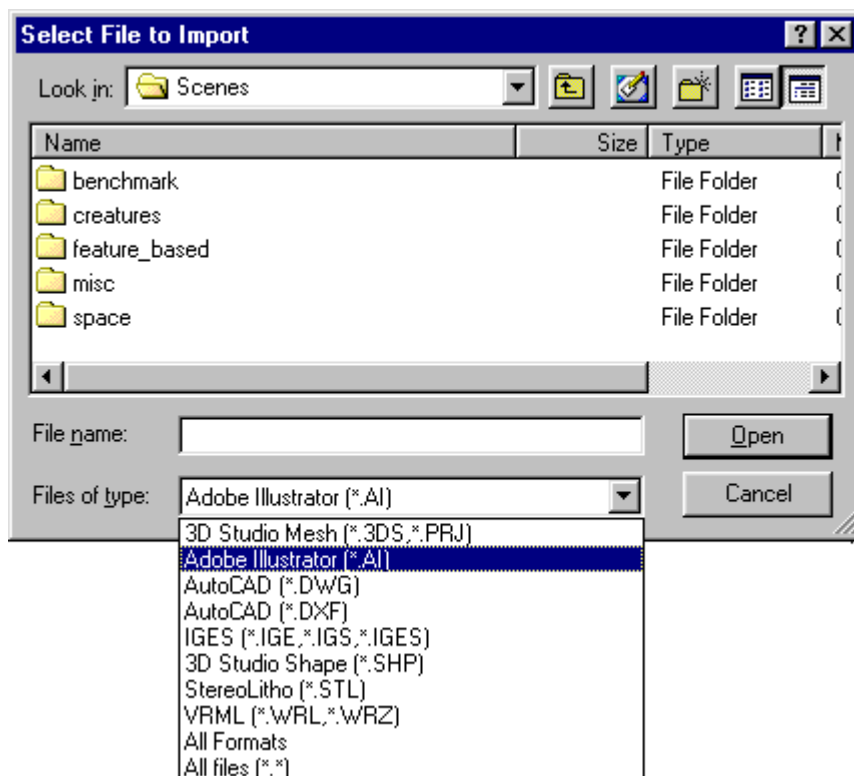 Select File to Import
Look in: Scenes
Name Size Type
benchmark File Folder
creatures File Folder
feature_based File Folder
misc File Folder
space File Folder
File name: Open
Files of type: Adobe Illustrator (*.AI) Cancel
3D Studio Mesh (*.3DS,*.PRJ)
Adobe Illustrator (*.AI)
AutoCAD (*.DWG)
AutoCAD (*.DXF)
IGES (*.IGE,*.IGS,*.IGES)
3D Studio Shape (*.SHP)
StereoLitho (*.STL)
VRML (*.WRL,*.WRZ)
All Formats
All files (*.*)